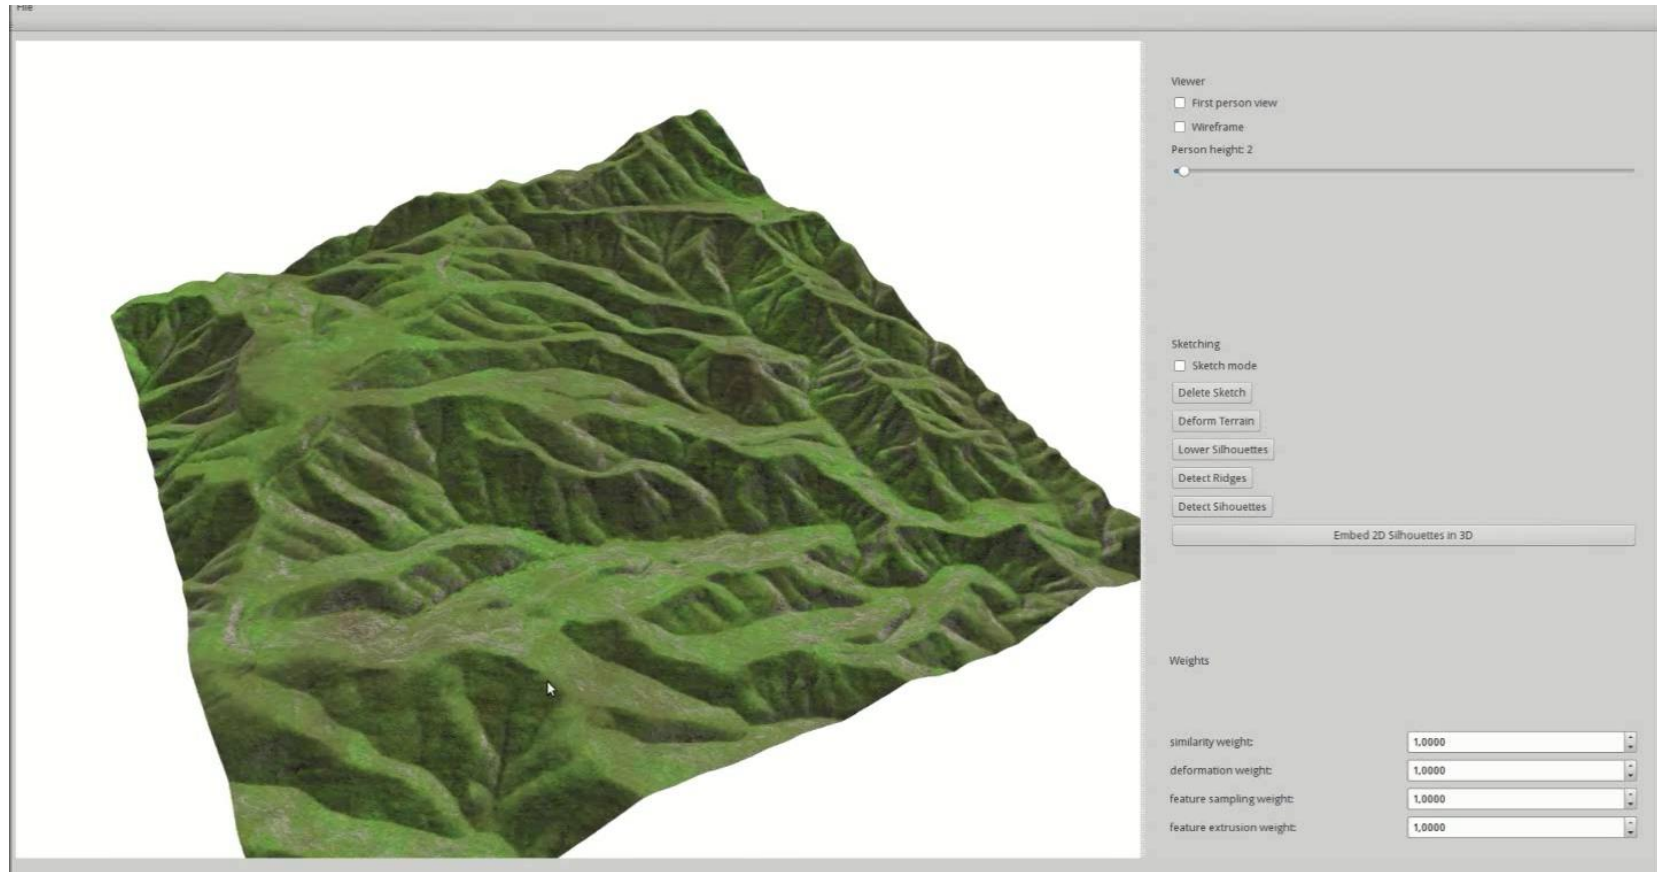 File
Viewer
First person view
Wireframe
Person height: 2
Sketching
Sketch mode
Delete Sketch
Deform Terrain
Lower Silhouettes
Detect Ridges
Detect Sihouettes
Embed 2D Silhouettes in 3D
Weights
similarity weight: 1,0000
deformation weight: 1,0000
feature sampling weight: 1,0000
feature extrusion weight: 1,0000